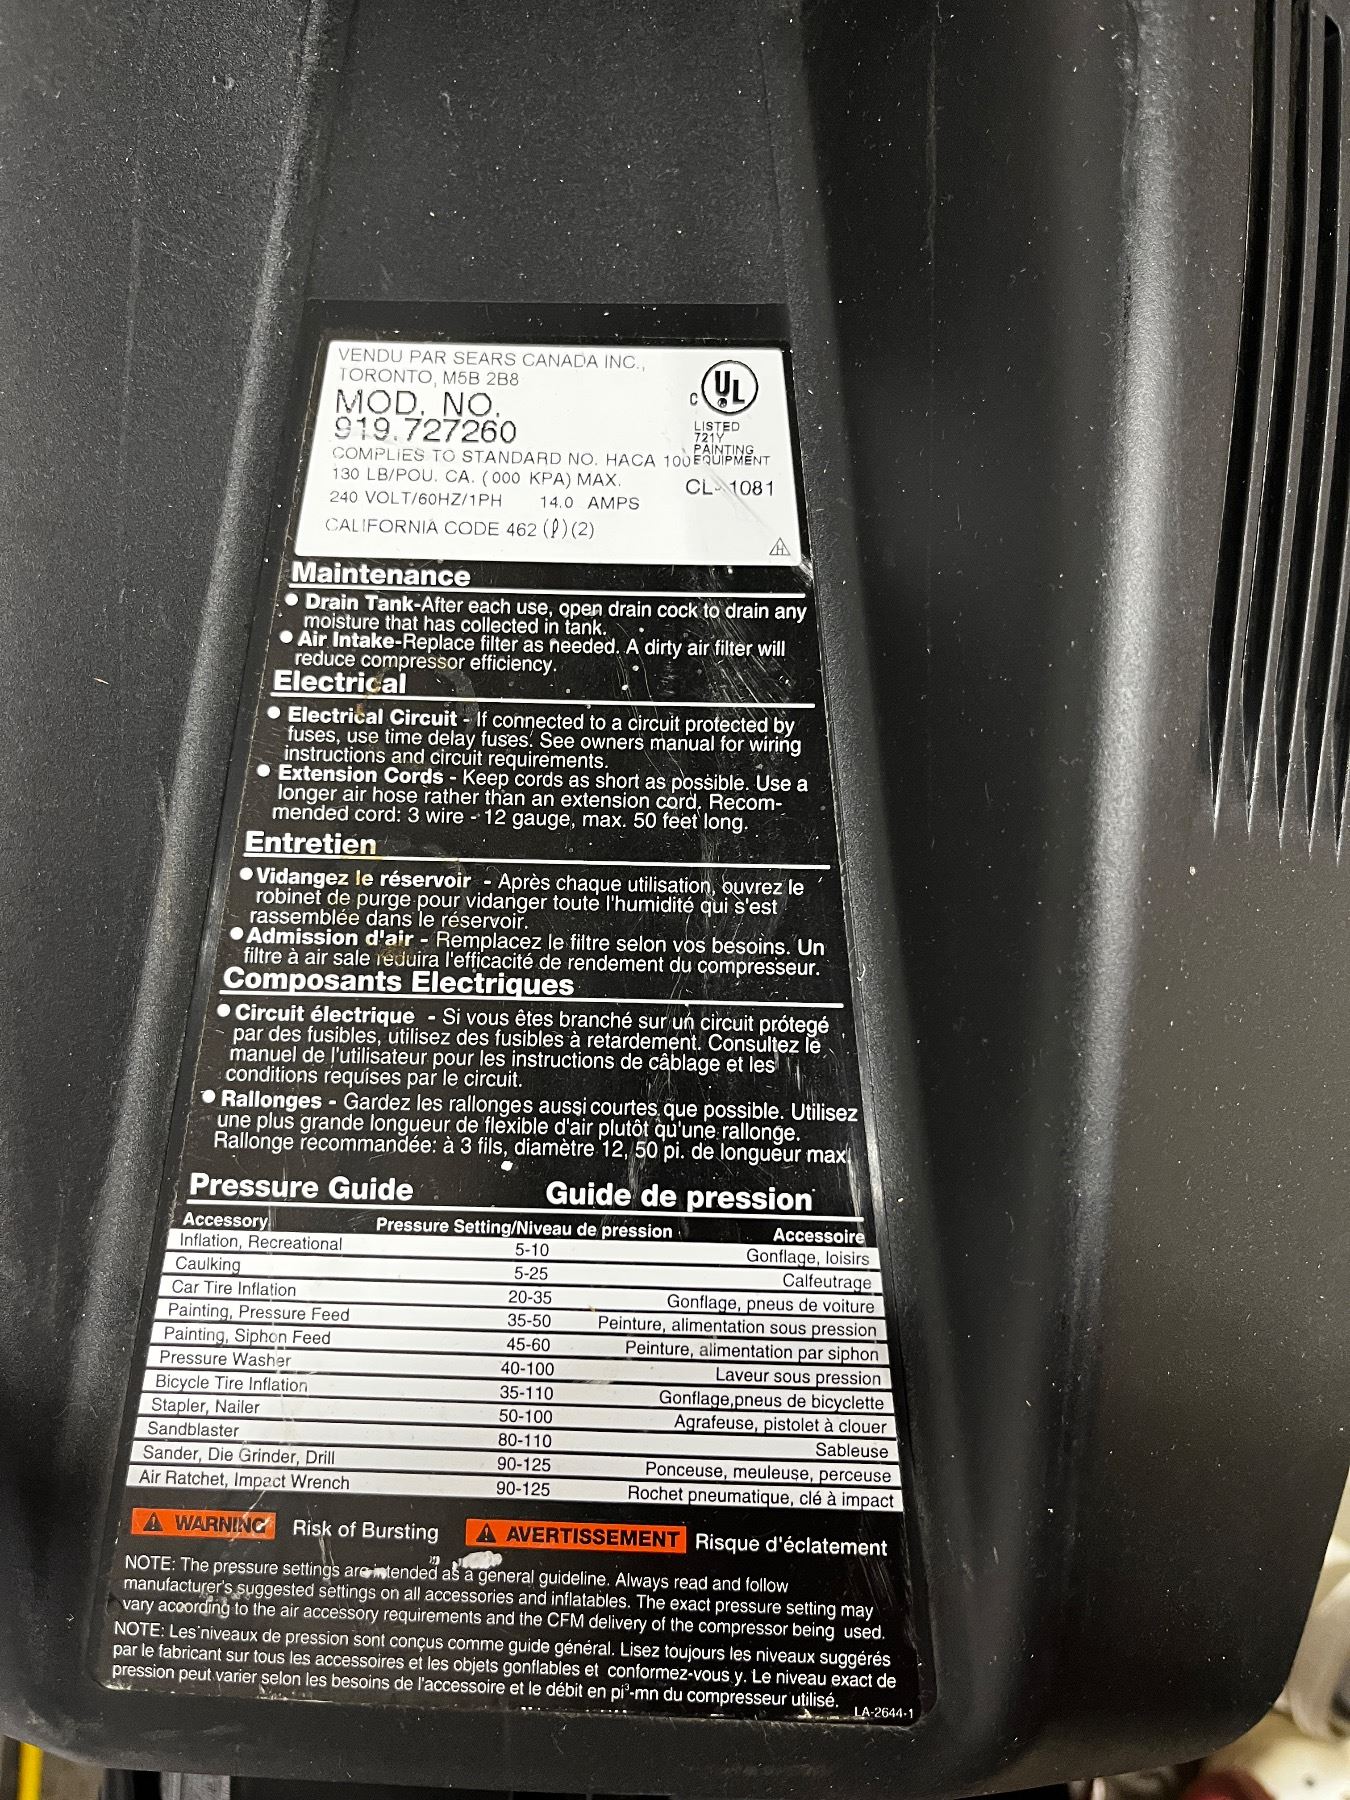 VENDU PAR SEARS CANADA INC.,
TORONTO, M5B 2B8
MOD. NO.
919.727260
COMPLIES TO STANDARD NO. HACA 100
130 LB/POU. CA. (000 KPA) MAX.
240 VOLT/60HZ/1PH 14.0 AMPS
CALIFORNIA CODE 462 (ℓ)(2)
C UL
LISTED
721Y
PAINTING
EQUIPMENT
CL- 1081
H
Maintenance
● Drain Tank-After each use, open drain cock to drain any
moisture that has collected in tank.
● Air Intake-Replace filter as needed. A dirty air filter will
reduce compressor efficiency.
Electrical
● Electrical Circuit - If connected to a circuit protected by
fuses, use time delay fuses. See owners manual for wiring
instructions and circuit requirements.
● Extension Cords - Keep cords as short as possible. Use a
longer air hose rather than an extension cord. Recom-
mended cord: 3 wire - 12 gauge, max. 50 feet long.
Entretien
● Vidangez le réservoir - Après chaque utilisation, ouvrez le
robinet de purge pour vidanger toute l'humidité qui s'est
rassemblée dans le réservoir.
● Admission d'air - Remplacez le filtre selon vos besoins. Un
filtre à air sale réduira l'efficacité de rendement du compresseur.
Composants Electriques
● Circuit électrique - Si vous êtes branché sur un circuit prótegé
par des fusibles, utilisez des fusibles à retardement. Consultez le
manuel de l'utilisateur pour les instructions de câblage et les
conditions requises par le circuit.
● Rallonges - Gardez les rallonges aussi courtes que possible. Utilisez
une plus grande longueur de flexible d'air plutôt qu'une rallonge.
Rallonge recommandée: à 3 fils, diamètre 12, 50 pi. de longueur max.
Pressure Guide Guide de pression
Accessory Pressure Setting/Niveau de pression Accessoire
Inflation, Recreational 5-10 Gonflage, loisirs
Caulking 5-25 Calfeutrage
Car Tire Inflation 20-35 Gonflage, pneus de voiture
Painting, Pressure Feed 35-50 Peinture, alimentation sous pression
Painting, Siphon Feed 45-60 Peinture, alimentation par siphon
Pressure Washer 40-100 Laveur sous pression
Bicycle Tire Inflation 35-110 Gonflage,pneus de bicyclette
Stapler, Nailer 50-100 Agrafeuse, pistolet à clouer
Sandblaster 80-110 Sableuse
Sander, Die Grinder, Drill 90-125 Ponceuse, meuleuse, perceuse
Air Ratchet, Impact Wrench 90-125 Rochet pneumatique, clé à impact
WARNING Risk of Bursting AVERTISSEMENT Risque d'éclatement
NOTE: The pressure settings are intended as a general guideline. Always read and follow
manufacturer's suggested settings on all accessories and inflatables. The exact pressure setting may
vary according to the air accessory requirements and the CFM delivery of the compressor being used.
NOTE: Les niveaux de pression sont conçus comme guide général. Lisez toujours les niveaux suggérés
par le fabricant sur tous les accessoires et les objets gonflables et conformez-vous y. Le niveau exact de
pression peut varier selon les besoins de l'accessoire et le débit en pi³-mn du compresseur utilisé.
LA-2644-1